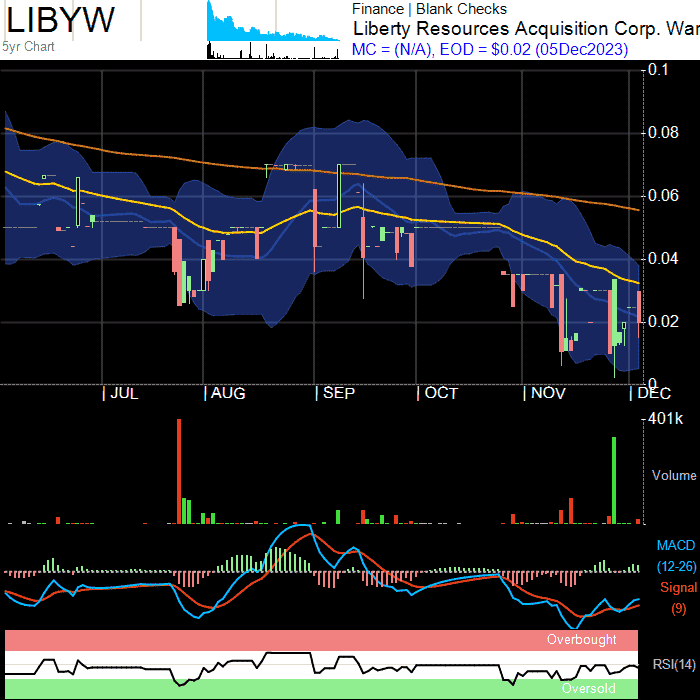 LIBYW
5yr Chart
Finance | Blank Checks
Liberty Resources Acquisition Corp. War
MC = (N/A), EOD = $0.02 (05Dec2023)
0.1
0.08
0.06
0.04
0.02
0
JUL AUG SEP OCT NOV DEC
401k
Volume
MACD
(12-26)
Signal
(9)
Overbought
RSI(14)
Oversold